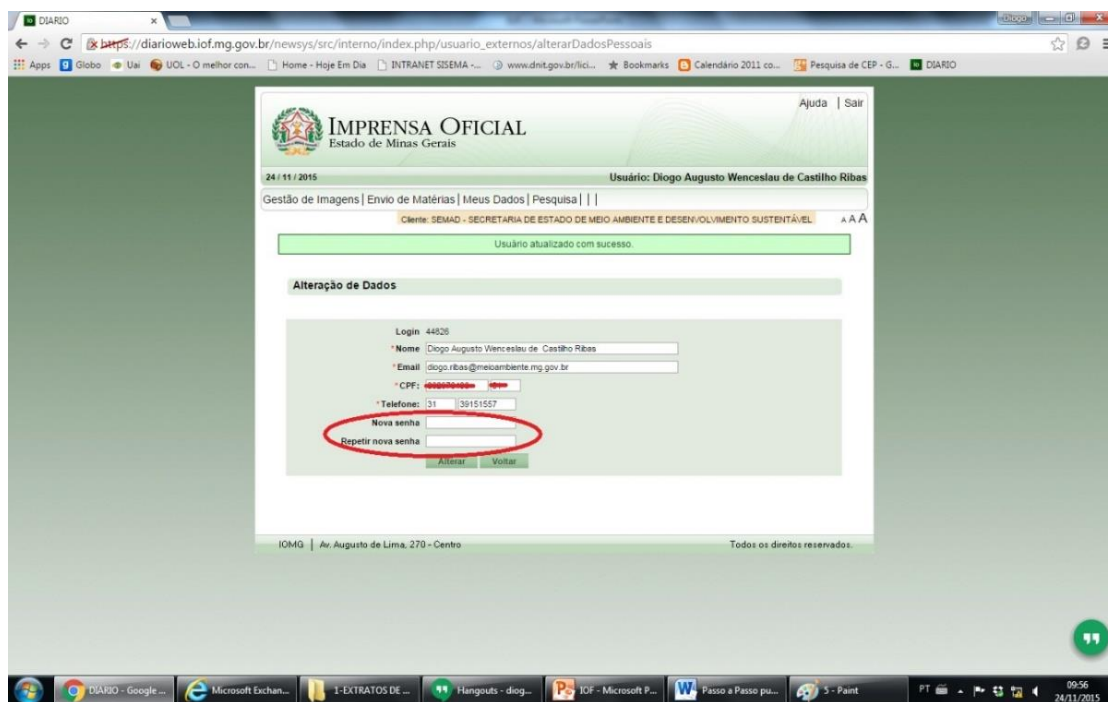 DIARIO
Diogo
https://diarioweb.iof.mg.gov.br/newsys/src/interno/index.php/usuario_externos/alterarDadosPessoais
Apps Globo Uai UOL - O melhor con... Home - Hoje Em Dia INTRANET SISEMA -... www.dnit.gov.br/lici... Bookmarks Calendário 2011 co... Pesquisa de CEP - G... DIARIO
Ajuda | Sair
IMPRENSA OFICIAL
Estado de Minas Gerais
24 / 11 / 2015 Usuário: Diogo Augusto Wenceslau de Castilho Ribas
Gestão de Imagens | Envio de Matérias | Meus Dados | Pesquisa | | |
Cliente: SEMAD - SECRETARIA DE ESTADO DE MEIO AMBIENTE E DESENVOLVIMENTO SUSTENTÁVEL A A A
Usuário atualizado com sucesso.
Alteração de Dados
Login 44826
*Nome Diogo Augusto Wenceslau de Castilho Ribas
*Email diogo.ribas@meioambiente.mg.gov.br
*CPF:
*Telefone: 31 39151557
Nova senha
Repetir nova senha
Alterar Voltar
IOMG | Av. Augusto de Lima, 270 - Centro Todos os direitos reservados.
DIARIO - Google ... Microsoft Exchan... 1-EXTRATOS DE ... Hangouts - diog... IOF - Microsoft P... Passo a Passo pu... 5 - Paint PT 09:56
24/11/2015